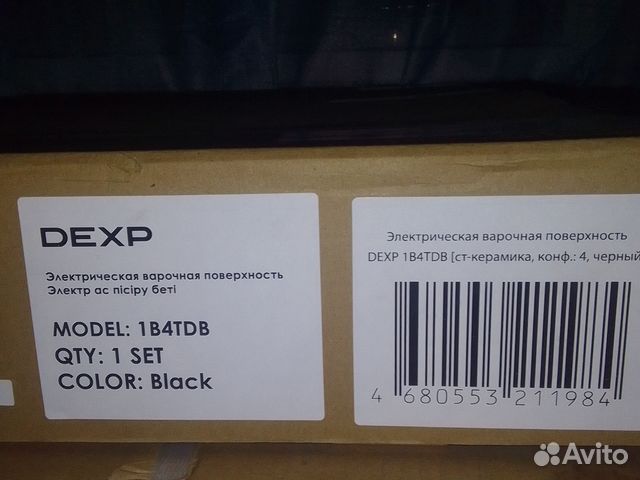 DEXP
Электрическая варочная поверхность
Электр ас пісіру беті
MODEL: 1B4TDB
QTY: 1 SET
COLOR: Black
Электрическая варочная поверхность
DEXP 1B4TDB [ст-керамика, конф.: 4, черный
4 680553 211984
Avito